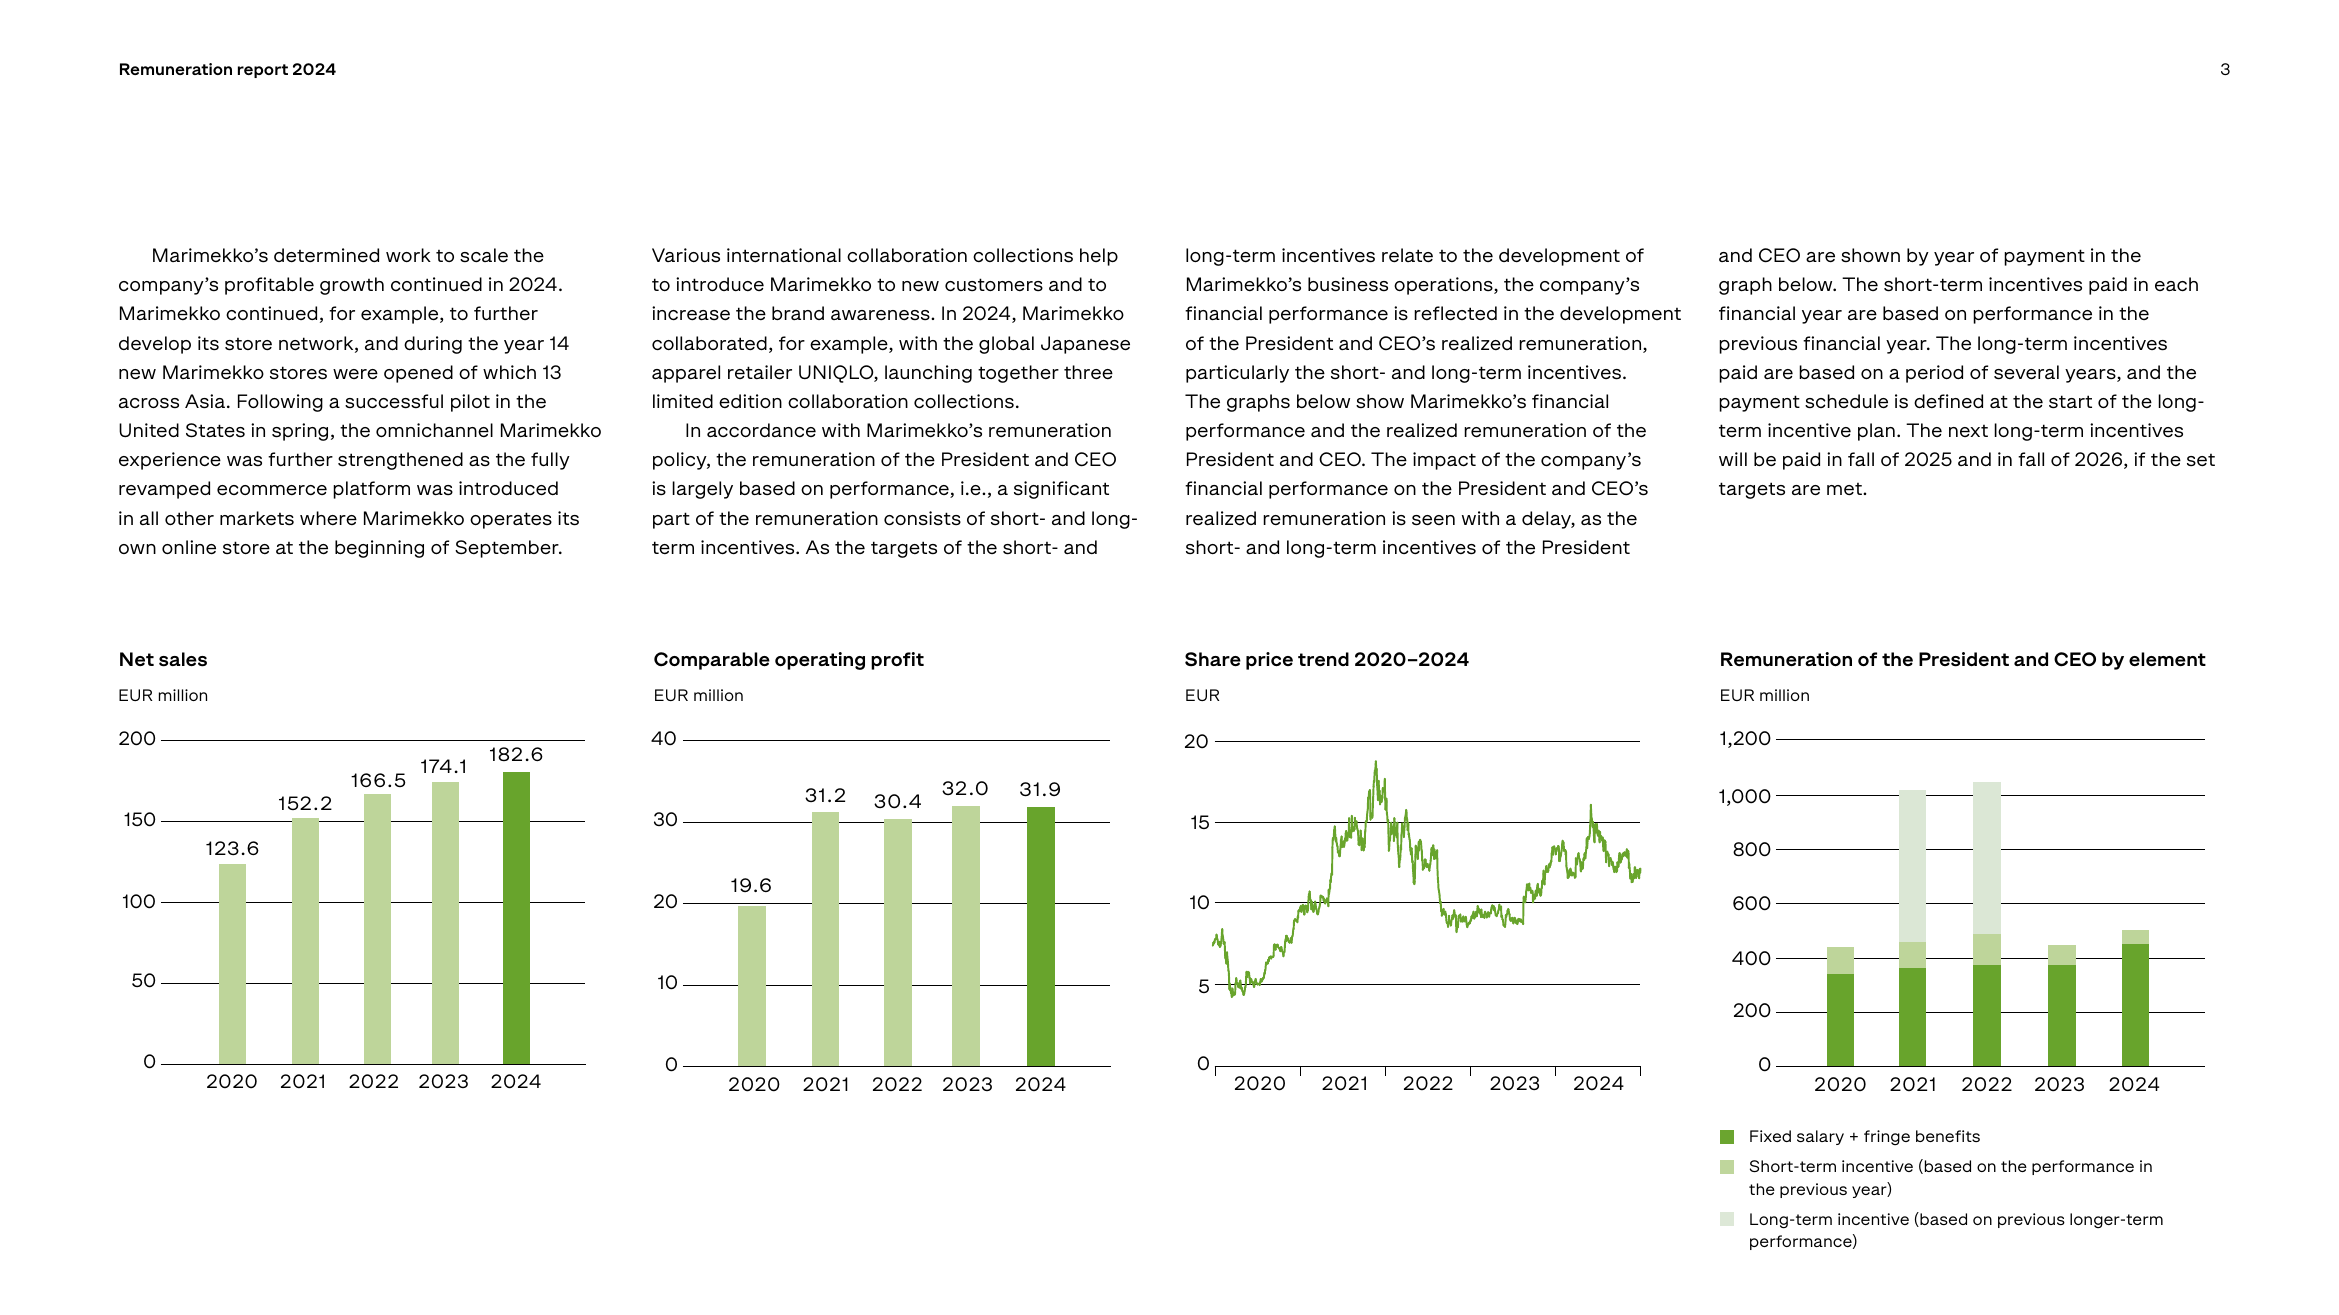 Remuneration report 2024
3
Marimekko’s determined work to scale the
company’s profitable growth continued in 2024.
Marimekko continued, for example, to further
develop its store network, and during the year 14
new Marimekko stores were opened of which 13
across Asia. Following a successful pilot in the
United States in spring, the omnichannel Marimekko
experience was further strengthened as the fully
revamped ecommerce platform was introduced
in all other markets where Marimekko operates its
own online store at the beginning of September.
Various international collaboration collections help
to introduce Marimekko to new customers and to
increase the brand awareness. In 2024, Marimekko
collaborated, for example, with the global Japanese
apparel retailer UNIQLO, launching together three
limited edition collaboration collections.
In accordance with Marimekko’s remuneration
policy, the remuneration of the President and CEO
is largely based on performance, i.e., a significant
part of the remuneration consists of short- and long-
term incentives. As the targets of the short- and
long-term incentives relate to the development of
Marimekko’s business operations, the company’s
financial performance is reflected in the development
of the President and CEO’s realized remuneration,
particularly the short- and long-term incentives.
The graphs below show Marimekko’s financial
performance and the realized remuneration of the
President and CEO. The impact of the company’s
financial performance on the President and CEO’s
realized remuneration is seen with a delay, as the
short- and long-term incentives of the President
and CEO are shown by year of payment in the
graph below. The short-term incentives paid in each
financial year are based on performance in the
previous financial year. The long-term incentives
paid are based on a period of several years, and the
payment schedule is defined at the start of the long-
term incentive plan. The next long-term incentives
will be paid in fall of 2025 and in fall of 2026, if the set
targets are met.
Net sales
EUR million
200
150
100
50
0
123.6
152.2
166.5
174.1
182.6
2020 2021 2022 2023 2024
Comparable operating profit
EUR million
40
30
20
10
0
19.6
31.2
30.4
32.0
31.9
2020 2021 2022 2023 2024
Share price trend 2020–2024
EUR
20
15
10
5
0
2020 2021 2022 2023 2024
Remuneration of the President and CEO by element
EUR million
1,200
1,000
800
600
400
200
0
2020 2021 2022 2023 2024
Fixed salary + fringe benefits
Short-term incentive (based on the performance in
the previous year)
Long-term incentive (based on previous longer-term
performance)